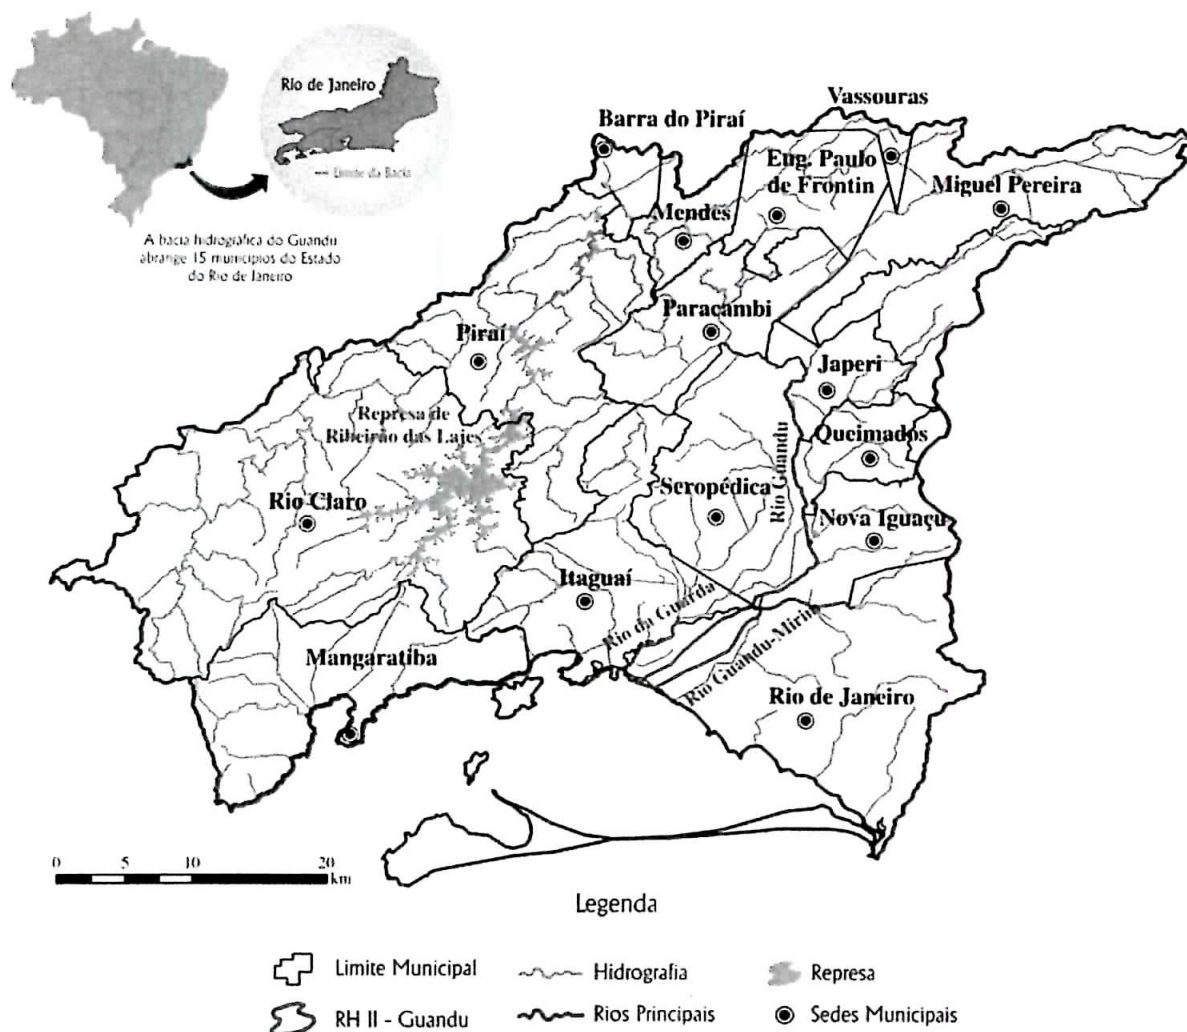 Rio de Janeiro
Limite da Bacia
A bacia hidrográfica do Guandu
abrange 15 municípios do Estado
do Rio de Janeiro
Vassouras
Barra do Piraí
Eng. Paulo
de Frontin
Miguel Pereira
Mendes
Paracambi
Piraí
Japeri
Represa de
Ribeirão das Lajes
Queimados
Rio Guandu
Seropédica
Rio Claro
Nova Iguaçu
Itaguaí
Rio da Guarda
Rio Guandu-Mirim
Mangaratiba
Rio de Janeiro
0 5 10 20
km
Legenda
Limite Municipal Hidrografia Represa
RH II - Guandu Rios Principais Sedes Municipais